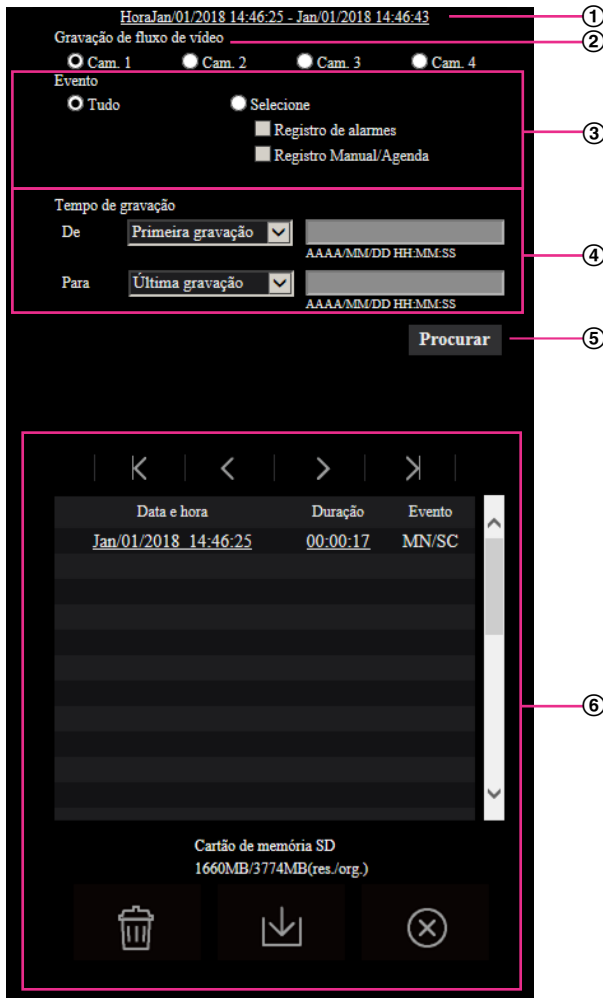 HoraJan/01/2018 14:46:25 - Jan/01/2018 14:46:43 ①
Gravação de fluxo de vídeo ②
Cam. 1 Cam. 2 Cam. 3 Cam. 4
Evento
Tudo Selecione
Registro de alarmes ③
Registro Manual/Agenda
Tempo de gravação
De Primeira gravação
AAAA/MM/DD HH:MM:SS ④
Para Última gravação
AAAA/MM/DD HH:MM:SS
Procurar ⑤
Data e hora Duração Evento
Jan/01/2018 14:46:25 00:00:17 MN/SC
⑥
Cartão de memória SD
1660MB/3774MB(res./org.)